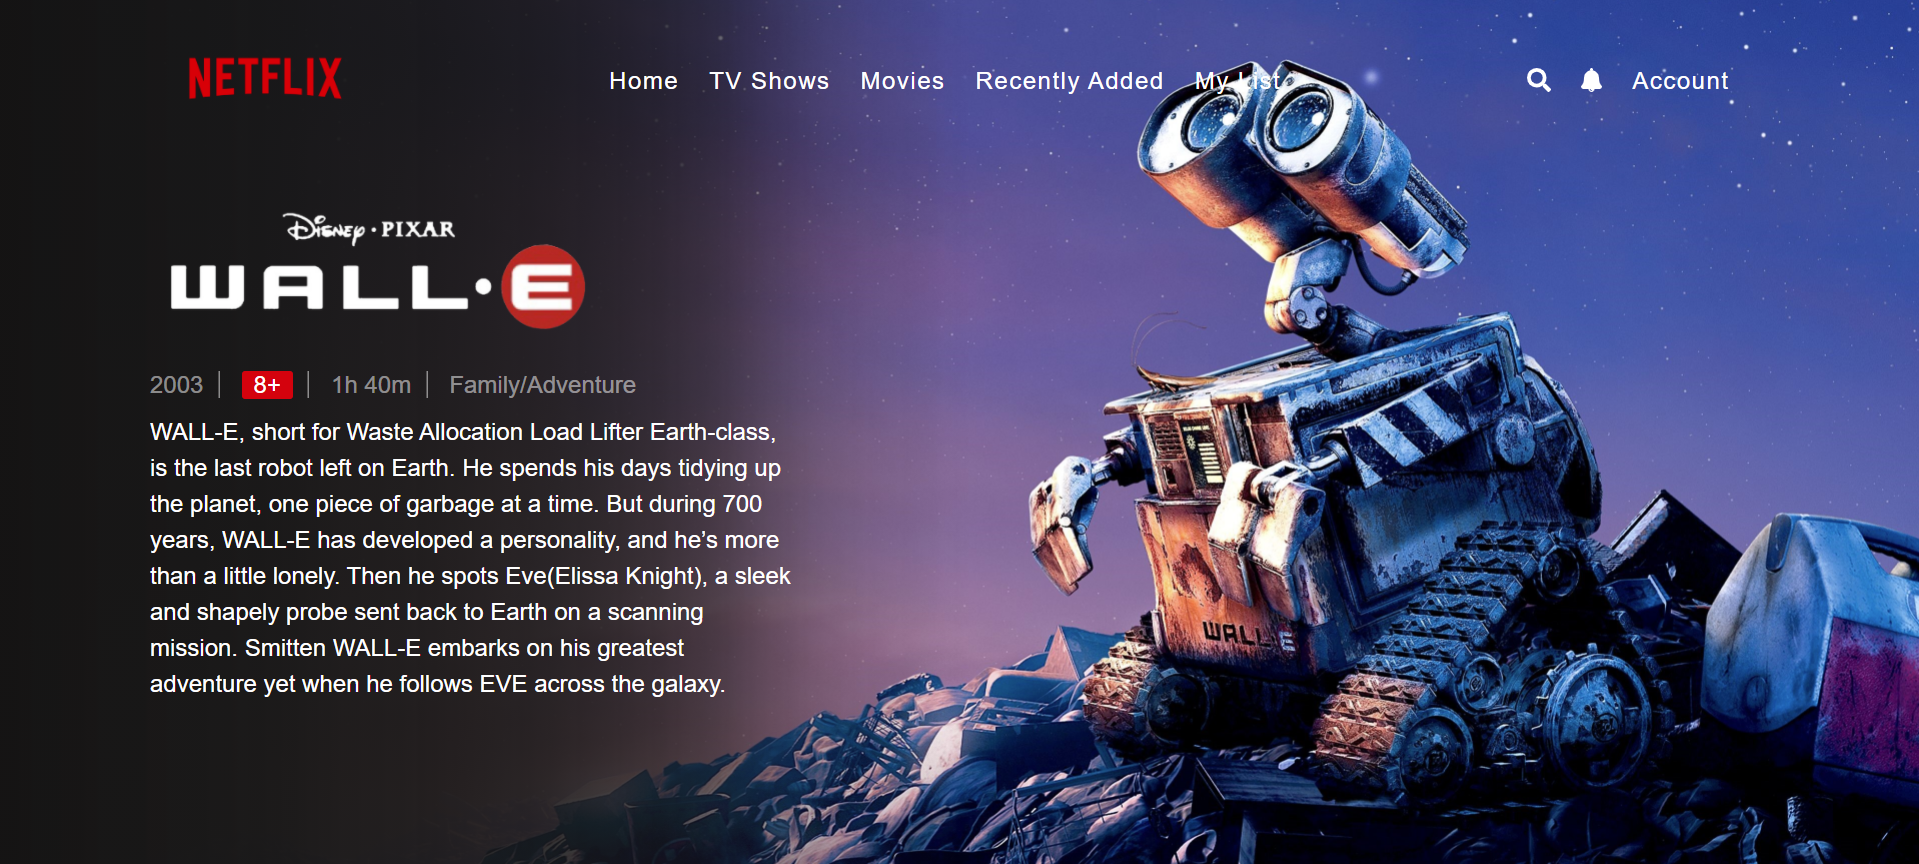 NETFLIX
Home TV Shows Movies Recently Added My List Account
DISNEY · PIXAR
WALL·E
2003 | 8+ | 1h 40m | Family/Adventure
WALL-E, short for Waste Allocation Load Lifter Earth-class,
is the last robot left on Earth. He spends his days tidying up
the planet, one piece of garbage at a time. But during 700
years, WALL-E has developed a personality, and he’s more
than a little lonely. Then he spots Eve(Elissa Knight), a sleek
and shapely probe sent back to Earth on a scanning
mission. Smitten WALL-E embarks on his greatest
adventure yet when he follows EVE across the galaxy.
WALL·E